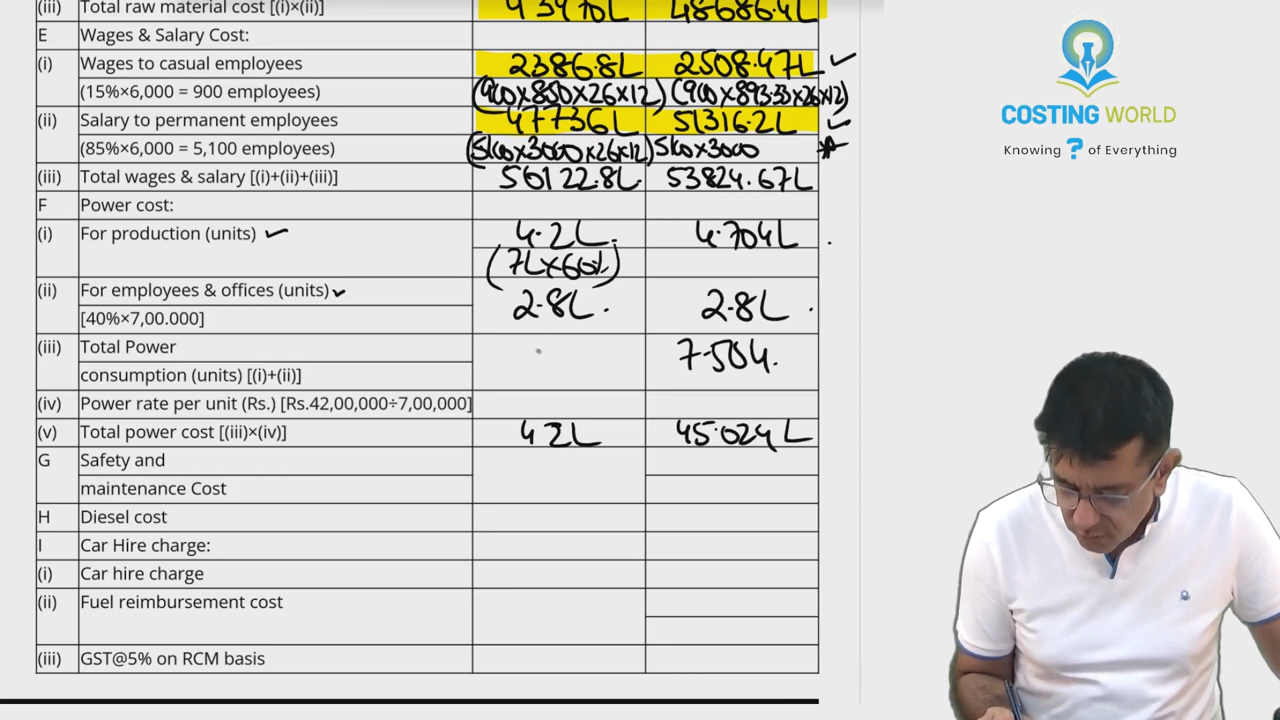 (iii) Total raw material cost [(i)×(ii)] 43970L 48686.4L
E Wages & Salary Cost:
(i) Wages to casual employees 2386.8L 2508.47L
(15%×6,000 = 900 employees) (900×850×26×12) (900×893.33×26×12)
(ii) Salary to permanent employees 47736L 51316.2L
(85%×6,000 = 5,100 employees) (5100×3000×26×12) 5100×3000
(iii) Total wages & salary [(i)+(ii)+(iii)] 50122.8L 53824.67L
F Power cost:
(i) For production (units) 4.2L 4.704L
(7L×60%)
(ii) For employees & offices (units) 2.8L 2.8L
[40%×7,00.000]
(iii) Total Power 7.504
consumption (units) [(i)+(ii)]
(iv) Power rate per unit (Rs.) [Rs.42,00,000÷7,00,000]
(v) Total power cost [(iii)×(iv)] 42L 45.024L
G Safety and
maintenance Cost
H Diesel cost
I Car Hire charge:
(i) Car hire charge
(ii) Fuel reimbursement cost
(iii) GST@5% on RCM basis
COSTING WORLD
Knowing ? of Everything